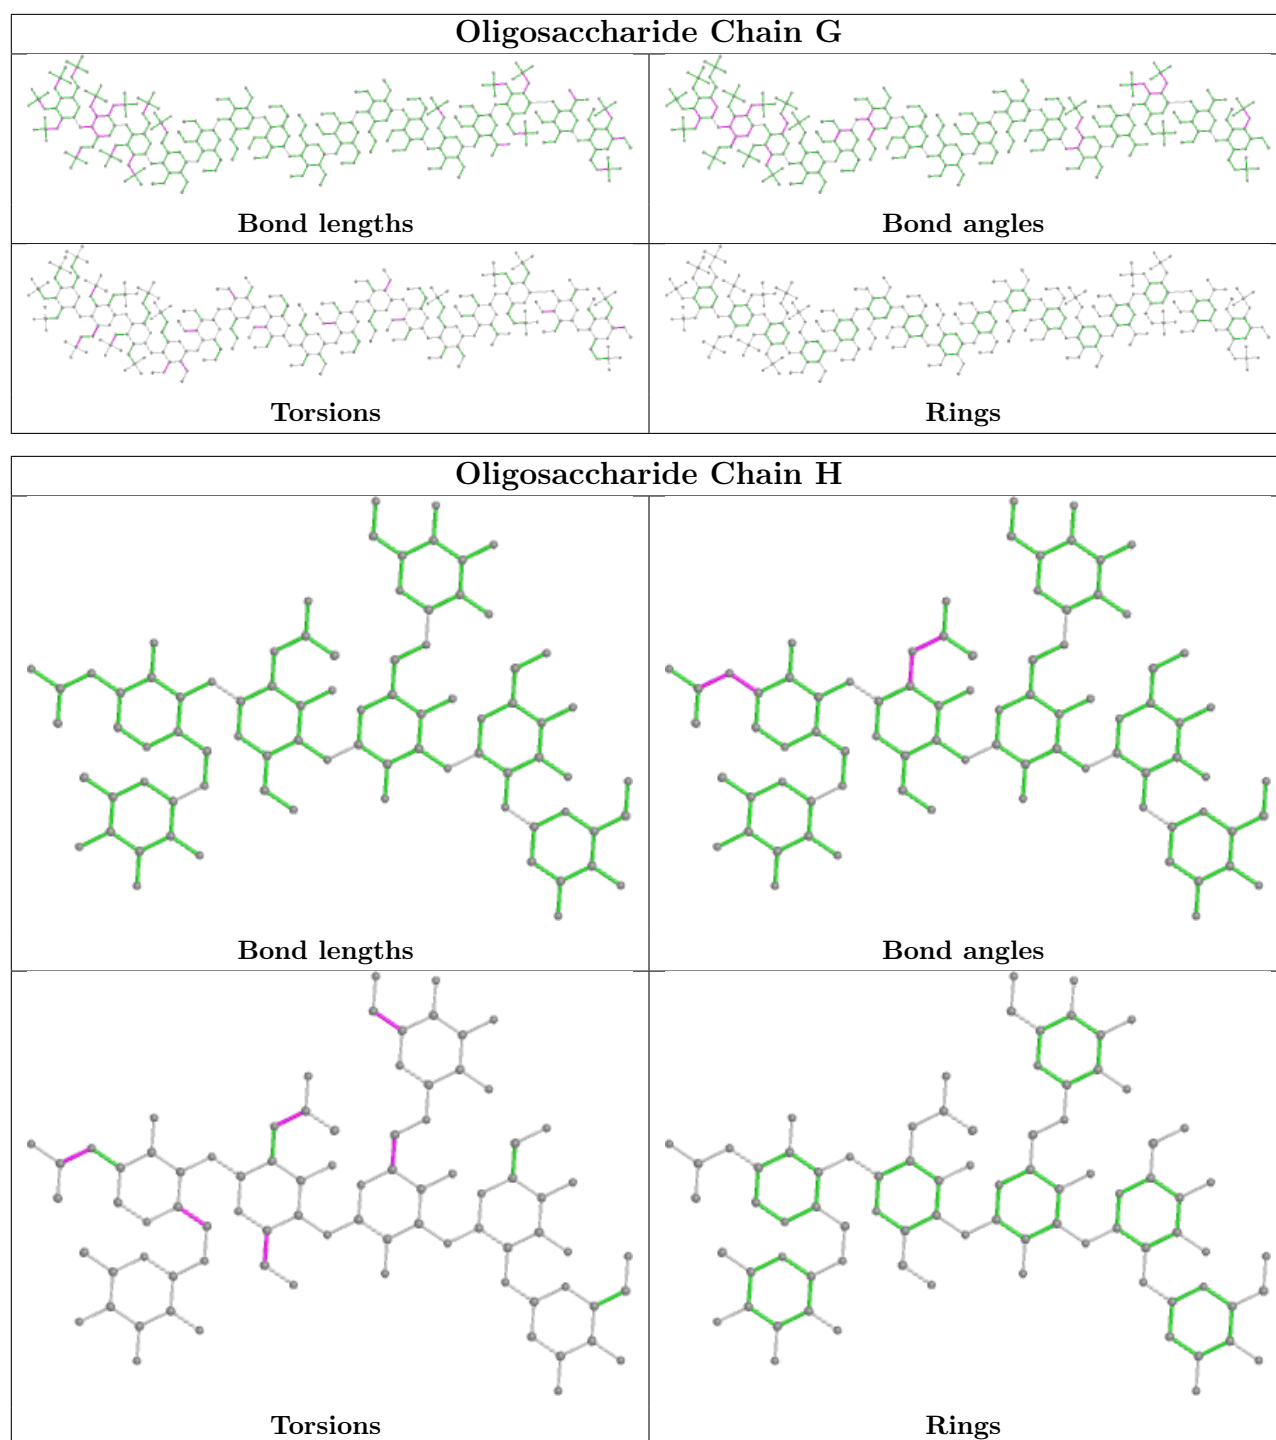 Oligosaccharide Chain G
Bond lengths
Bond angles
Torsions
Rings
Oligosaccharide Chain H
Bond lengths
Bond angles
Torsions
Rings